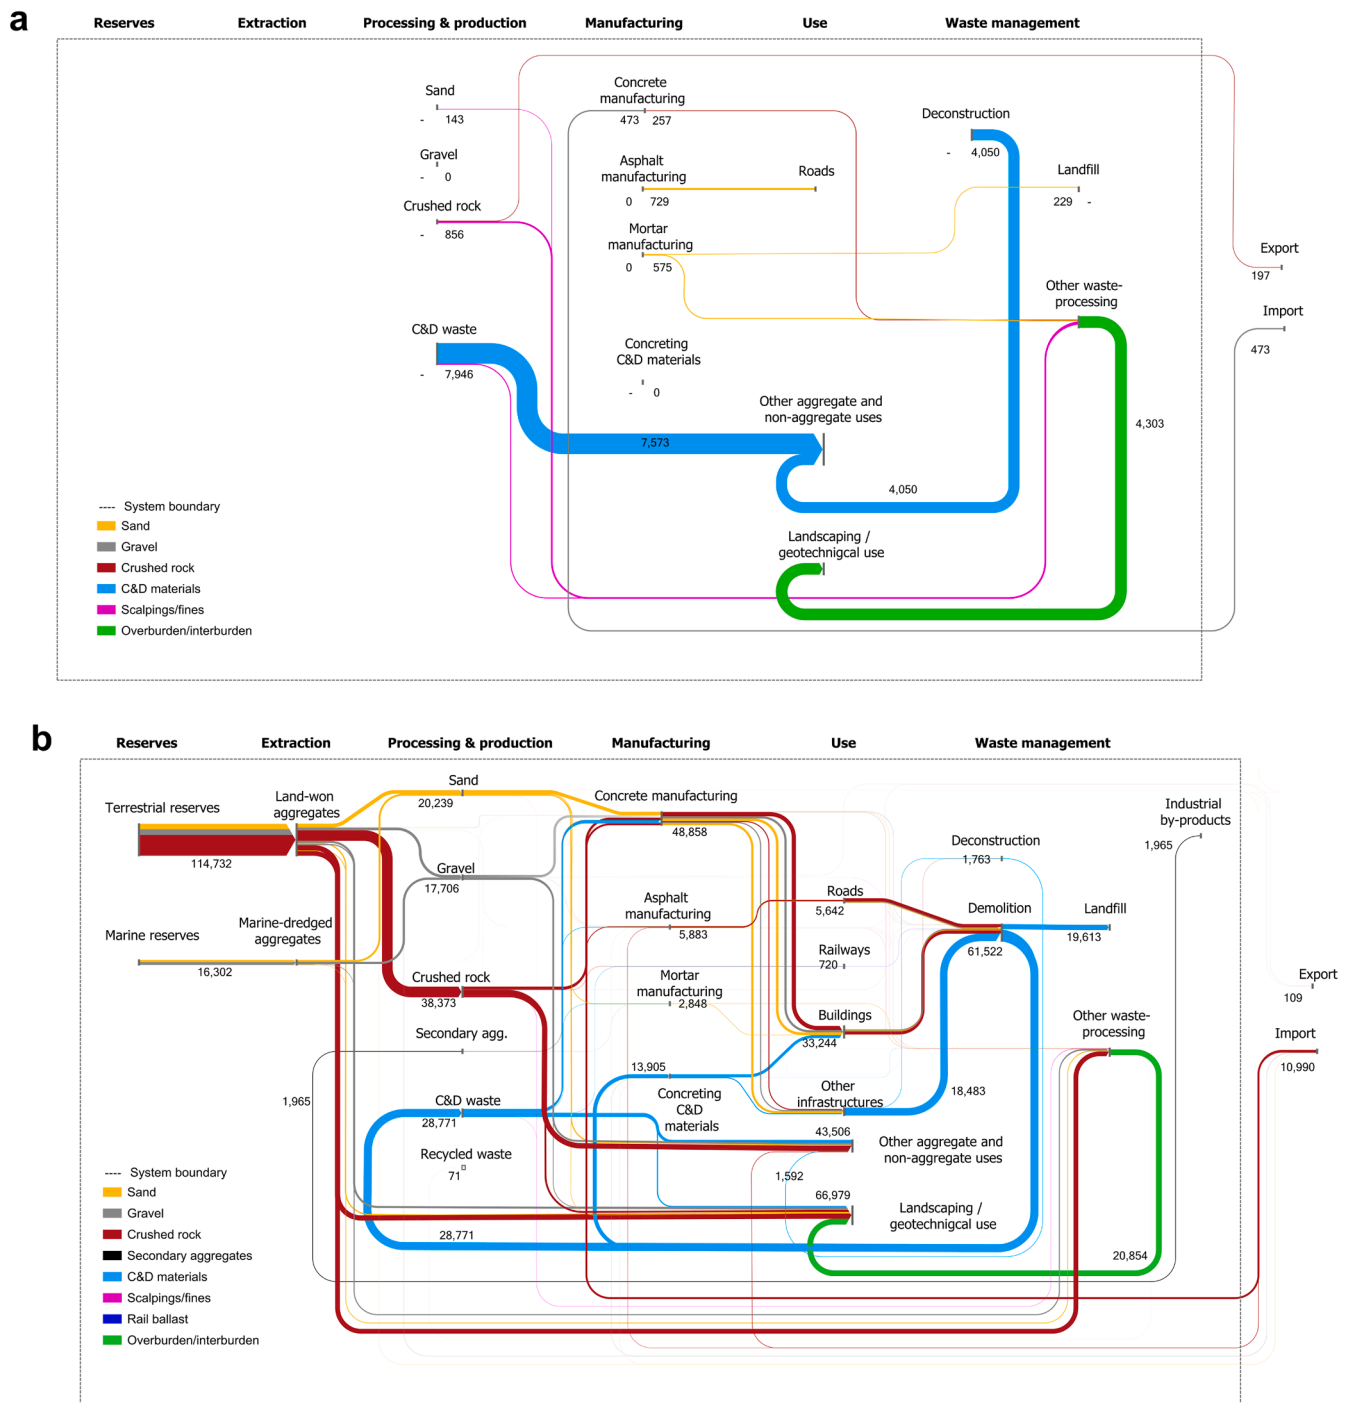 a
Reserves Extraction Processing & production Manufacturing Use Waste management
Sand
- 143
Gravel
- 0
Crushed rock
- 856
C&D waste
- 7,946
Concrete
manufacturing
473 257
Asphalt
manufacturing
0 729
Mortar
manufacturing
0 575
Concreting
C&D materials
- 0
7,573
Roads
Other aggregate and
non-aggregate uses
4,050
Landscaping /
geotechnigcal use
Deconstruction
- 4,050
Landfill
229 -
Other waste-
processing
4,303
Export
197
Import
473
---- System boundary
Sand
Gravel
Crushed rock
C&D materials
Scalpings/fines
Overburden/interburden
b
Reserves Extraction Processing & production Manufacturing Use Waste management
Terrestrial reserves
114,732
Marine reserves
16,302
Land-won
aggregates
Marine-dredged
aggregates
Sand
20,239
Gravel
17,706
Crushed rock
38,373
Secondary agg.
1,965
C&D waste
28,771
Recycled waste
71
28,771
Concrete manufacturing
48,858
Asphalt
manufacturing
5,883
Mortar
manufacturing
2,848
13,905
Concreting
C&D
materials
Roads
5,642
Railways
720
Buildings
33,244
Other
infrastructures
43,506
Other aggregate and
non-aggregate uses
1,592
66,979
Landscaping /
geotechnigcal use
Deconstruction
1,763
Demolition
61,522
18,483
Landfill
19,613
Other waste-
processing
20,854
Industrial
by-products
1,965
Export
109
Import
10,990
---- System boundary
Sand
Gravel
Crushed rock
Secondary aggregates
C&D materials
Scalpings/fines
Rail ballast
Overburden/interburden